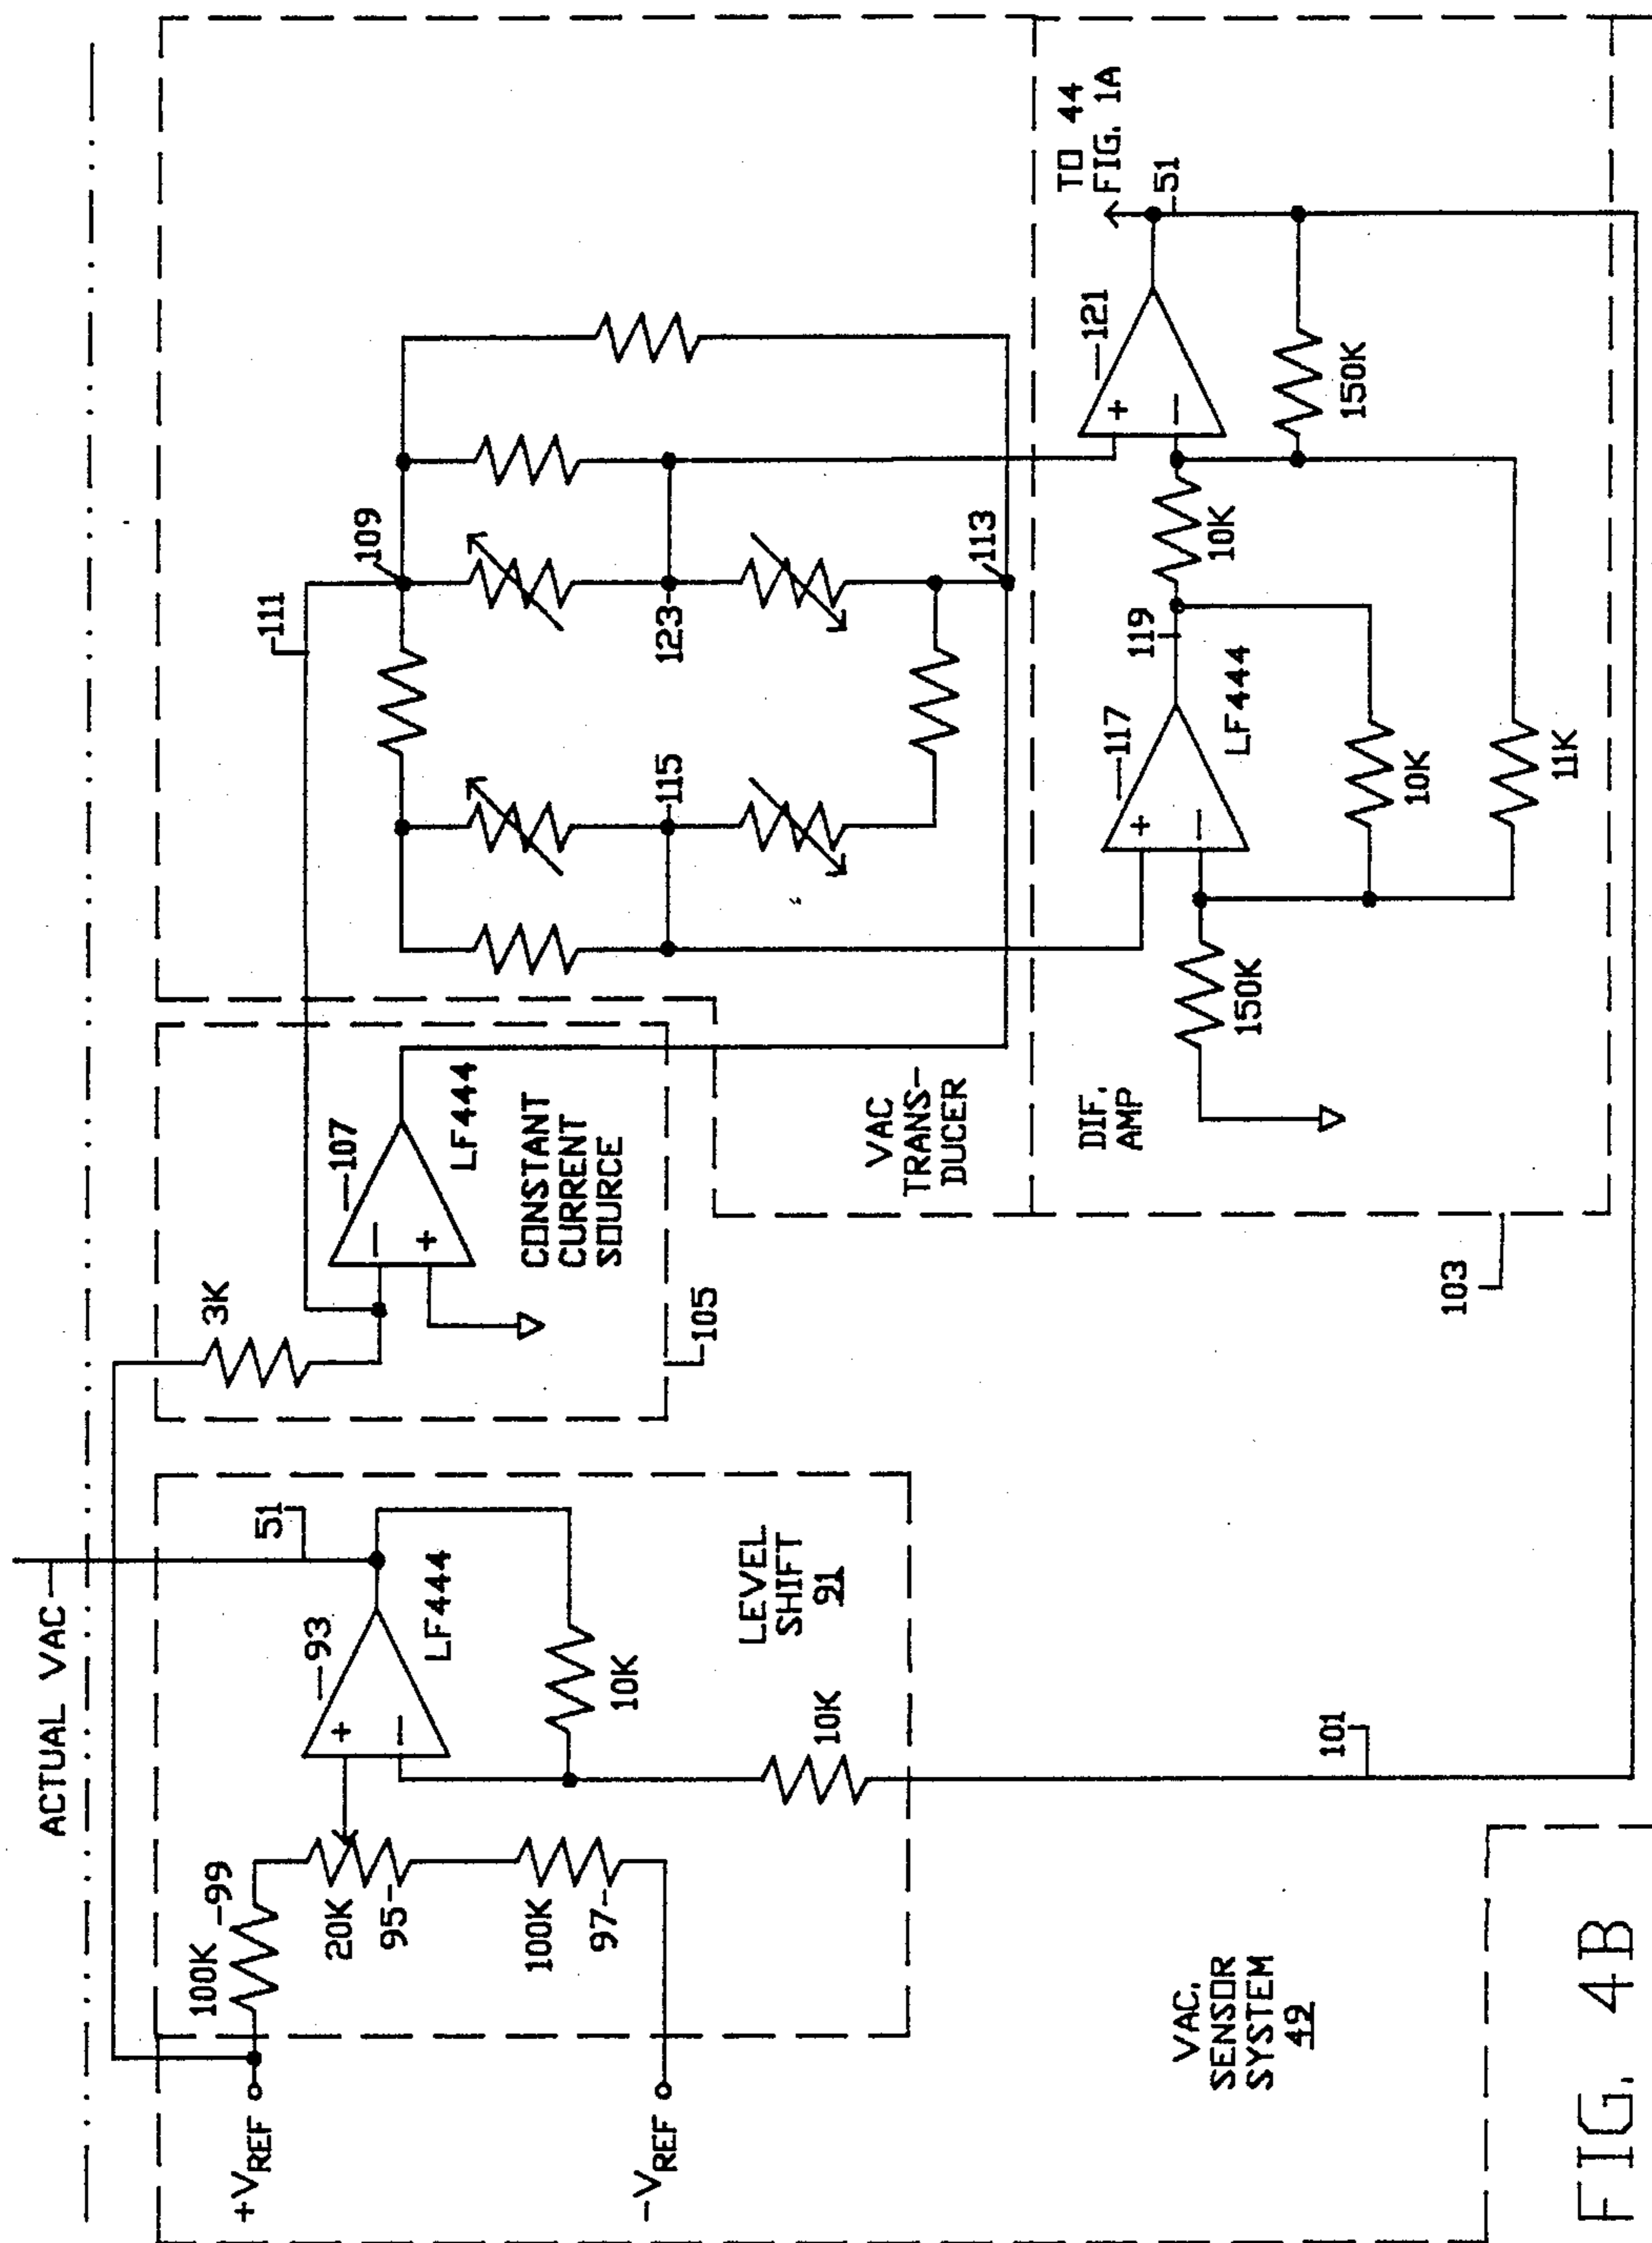 ACTUAL VAC
+VREF
100K
99
20K
95
100K
97
-VREF
+
-
93
LF444
51
10K
10K
LEVEL
SHIFT
91
101
3K
-
+
107
LF444
CONSTANT
CURRENT
SOURCE
105
111
109
115
123
113
VAC
TRANS-
DUCER
DIF.
AMP
150K
+
-
117
LF444
119
10K
11K
10K
+
-
121
150K
51
TO 44
FIG. 1A
103
VAC.
SENSOR
SYSTEM
49
FIG. 4B